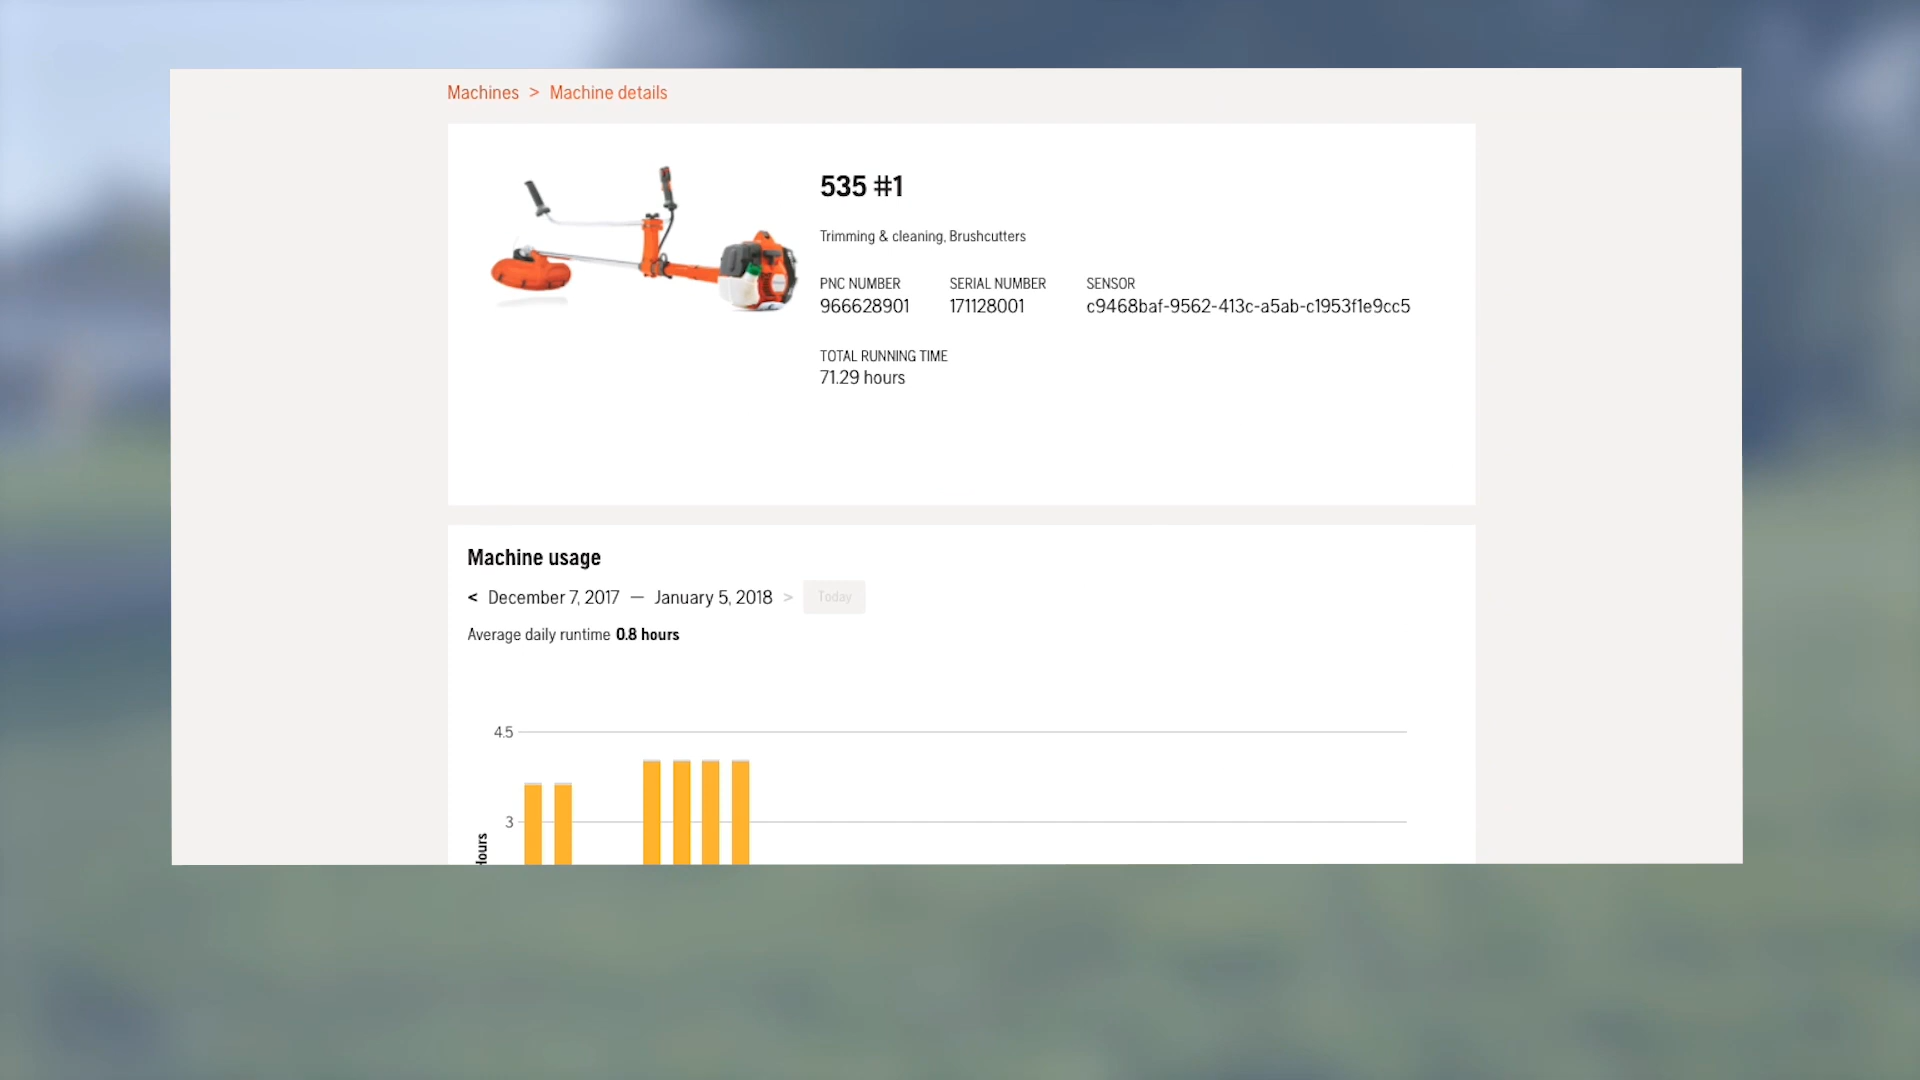 Machines > Machine details
535 #1
Trimming & cleaning, Brushcutters
PNC NUMBER SERIAL NUMBER SENSOR
966628901 171128001 c9468baf-9562-413c-a5ab-c1953f1e9cc5
TOTAL RUNNING TIME
71.29 hours
Machine usage
< December 7, 2017 — January 5, 2018 > Today
Average daily runtime 0.8 hours
4.5
3
Hours